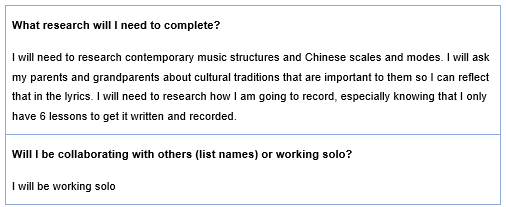 What research will I need to complete?
I will need to research contemporary music structures and Chinese scales and modes. I will ask
my parents and grandparents about cultural traditions that are important to them so I can reflect
that in the lyrics. I will need to research how I am going to record, especially knowing that I only
have 6 lessons to get it written and recorded.
Will I be collaborating with others (list names) or working solo?
I will be working solo